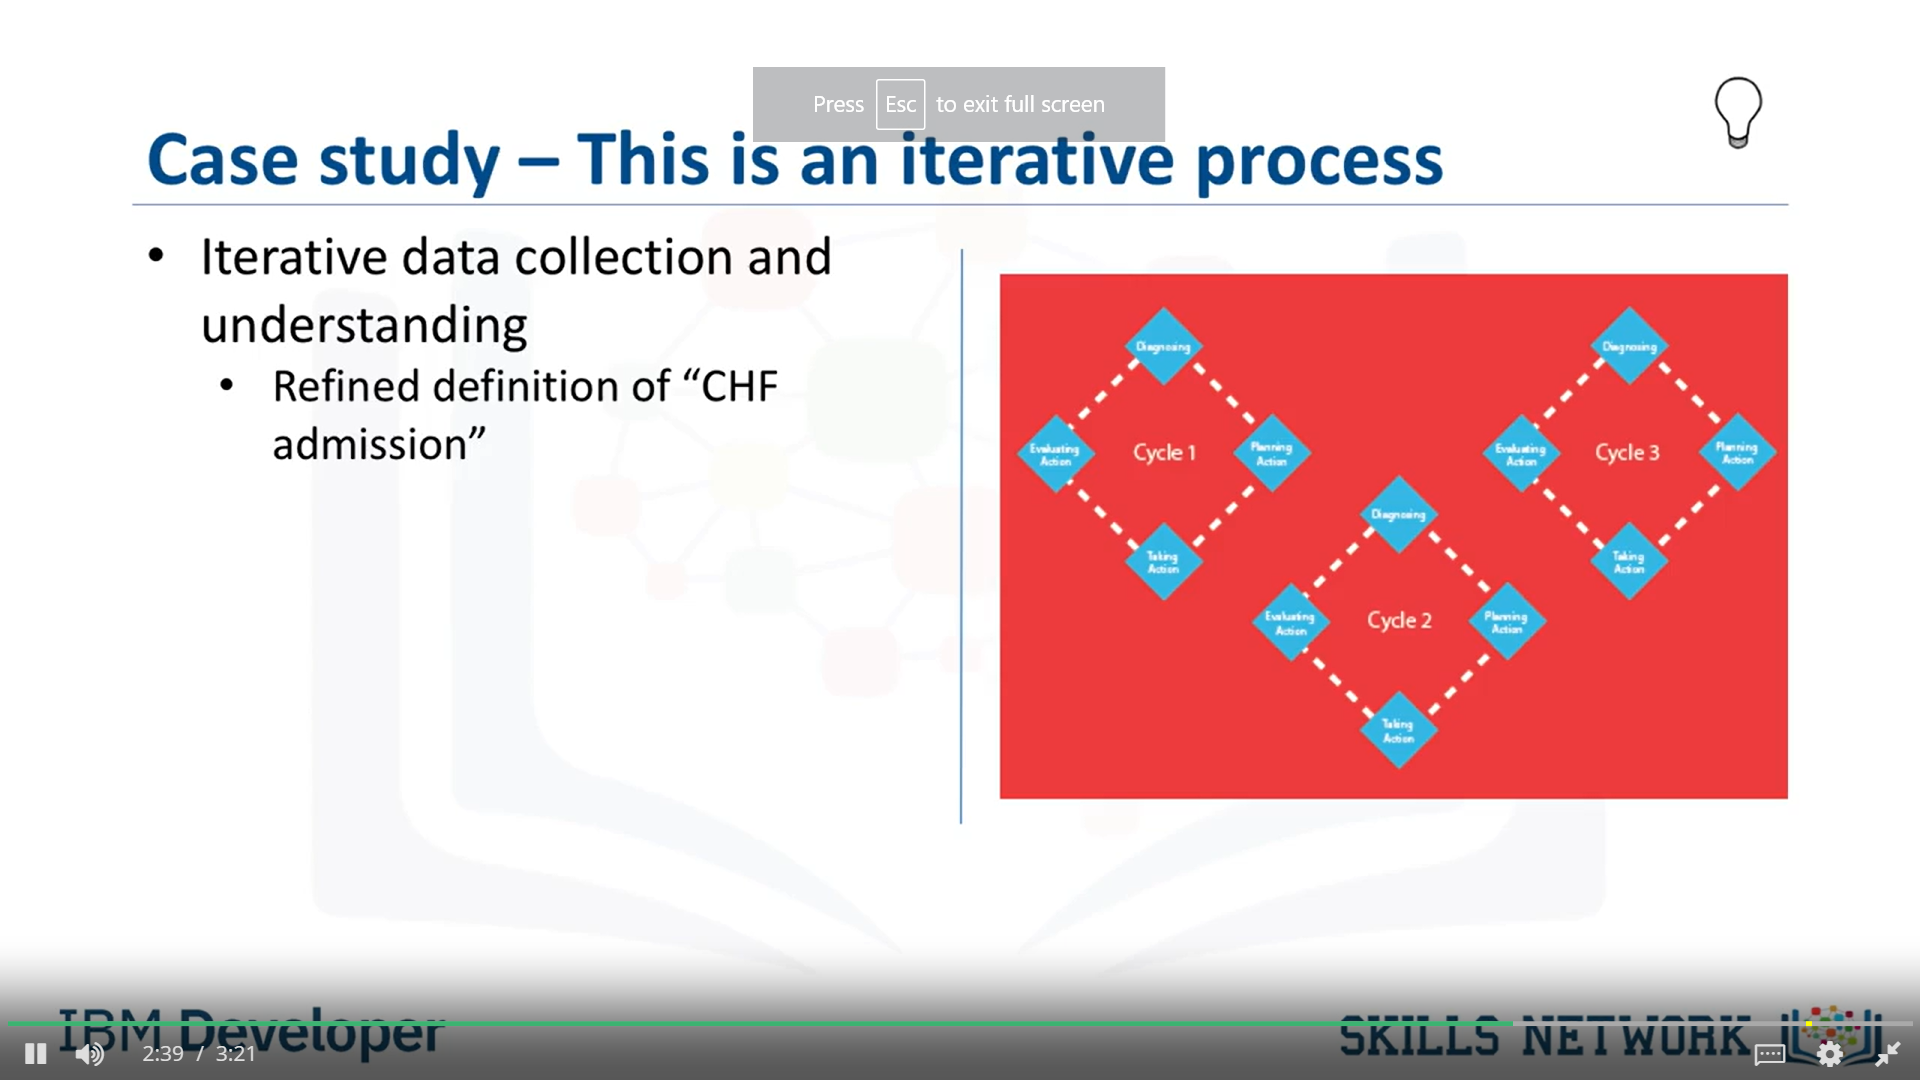 Press Esc to exit full screen
Case study – This is an iterative process
• Iterative data collection and
understanding
• Refined definition of “CHF
admission”
Diagnosing
Evaluating
Action
Cycle 1
Planning
Action
Taking
Action
Diagnosing
Evaluating
Action
Cycle 2
Planning
Action
Taking
Action
Diagnosing
Evaluating
Action
Cycle 3
Planning
Action
Taking
Action
IBM Developer
SKILLS NETWORK
2:39 / 3:21